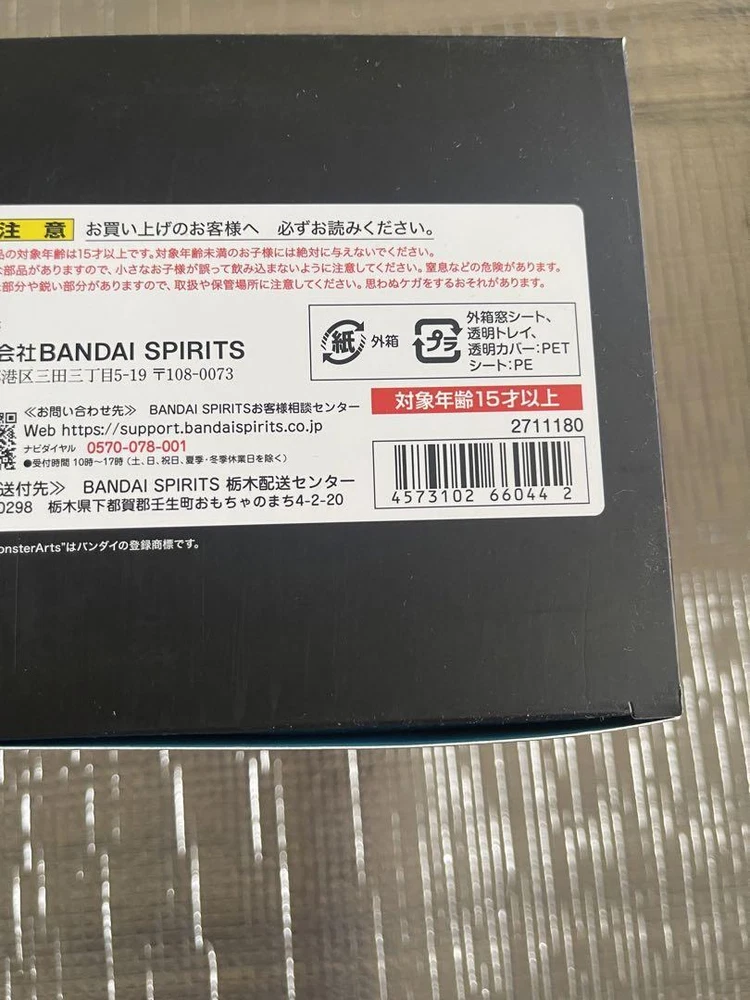 注 意 お買い上げのお客様へ 必ずお読みください。
品の対象年齢は15才以上です。対象年齢未満のお子様には絶対に与えないでください。
な部品がありますので、小さなお子様が誤って飲み込まないように注意してください。窒息などの危険があります。
た部分や鋭い部分がありますので、取扱や保管場所に注意してください。思わぬケガをするおそれがあります。
紙 外箱
プラ 外箱窓シート、
透明トレイ、
透明カバー:PET
シート:PE
会社BANDAI SPIRITS
港区三田三丁目5-19 〒108-0073
対象年齢15才以上
≪お問い合わせ先≫ BANDAI SPIRITSお客様相談センター
Web https://support.bandaispirits.co.jp
ナビダイヤル 0570-078-001
●受付時間 10時〜17時 (土、日、祝日、夏季・冬季休業日を除く)
2711180
送付先≫ BANDAI SPIRITS 栃木配送センター
0298 栃木県下都賀郡壬生町おもちゃのまち4-2-20
4573102 66044 2
onsterArts"はバンダイの登録商標です。